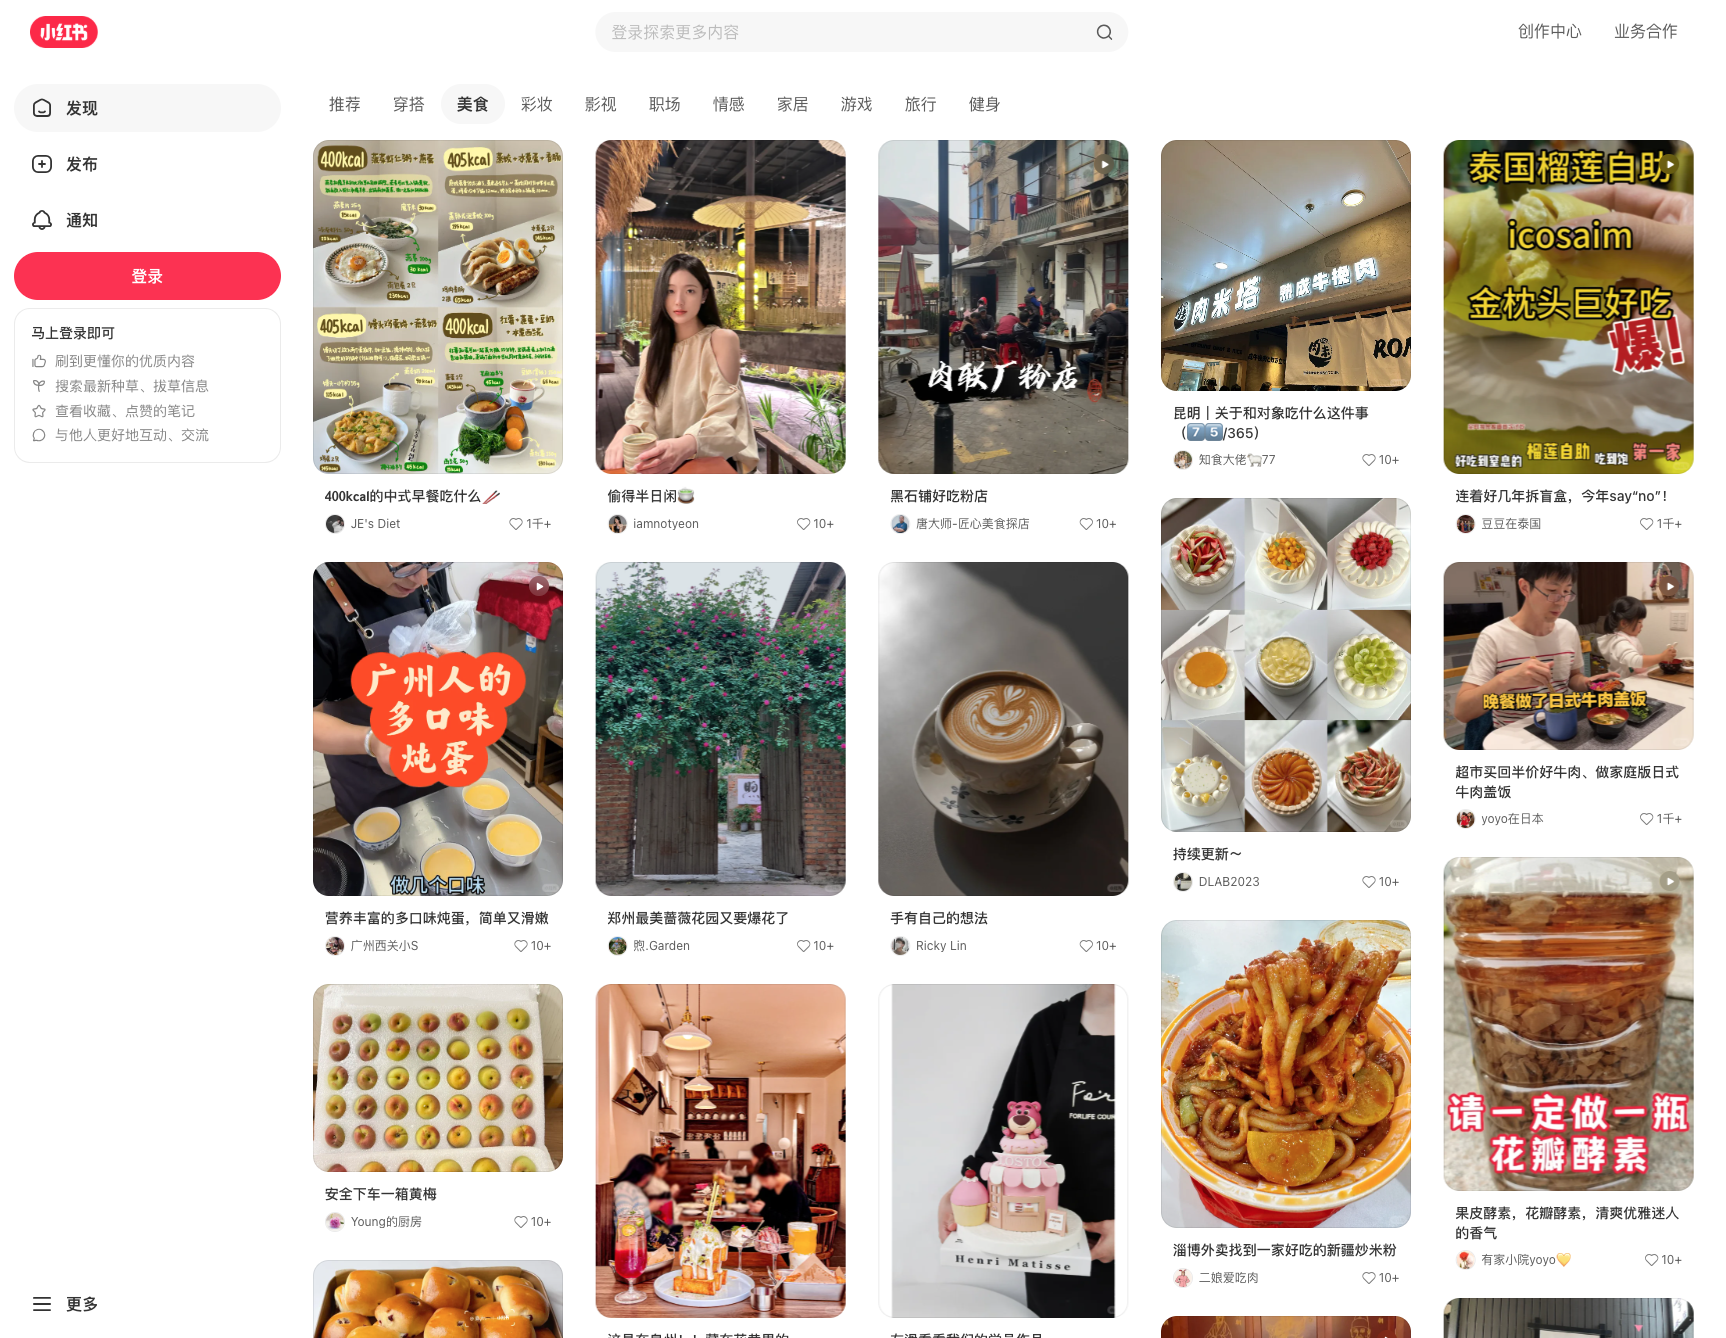 小红书
登录探索更多内容
创作中心
业务合作
发现
发布
通知
登录
马上登录即可
刷到更懂你的优质内容
搜索最新种草、拔草信息
查看收藏、点赞的笔记
与他人更好地互动、交流
更多
推荐
穿搭
美食
彩妆
影视
职场
情感
家居
游戏
旅行
健身
400kcal
405kcal
405kcal
400kcal
400kcal的中式早餐吃什么🥢
JE's Diet
1千+
偷得半日闲🍵
iamnotyeon
10+
肉联厂粉店
黑石铺好吃粉店
唐大师-匠心美食探店
10+
肉米塔 熟成牛裸肉
昆明｜关于和对象吃什么这件事
（7️⃣5️⃣/365）
知食大佬🐑77
10+
泰国榴莲自助
icosaim
金枕头巨好吃
爆!
好吃到窒息的 榴莲自助 吃到饱 第一家
连着好几年拆盲盒，今年say“no”！
豆豆在泰国
1千+
广州人的
多口味
炖蛋
做几个口味
营养丰富的多口味炖蛋，简单又滑嫩
广州西关小S
10+
郑州最美蔷薇花园又要爆花了
煦.Garden
10+
手有自己的想法
Ricky Lin
10+
持续更新～
DLAB2023
10+
晚餐做了日式牛肉盖饭
超市买回半价好牛肉、做家庭版日式
牛肉盖饭
yoyo在日本
1千+
安全下车一箱黄梅
Young的厨房
10+
FORLIFE COU
Henri Matisse
淄博外卖找到一家好吃的新疆炒米粉
二娘爱吃肉
10+
请一定做一瓶
花瓣酵素
果皮酵素，花瓣酵素，清爽优雅迷人
的香气
有家小院yoyo💛
10+